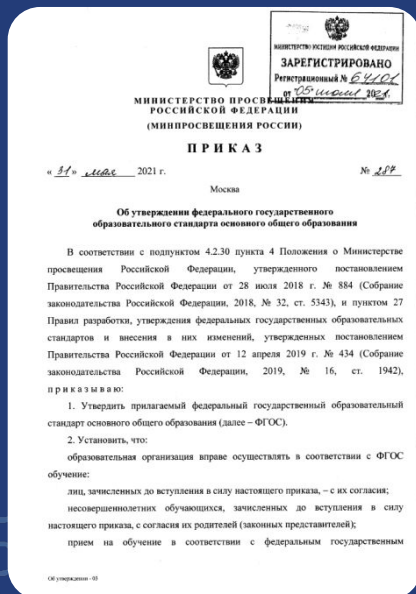 МИНИСТЕРСТВО ЮСТИЦИИ РОССИЙСКОЙ ФЕДЕРАЦИИ
ЗАРЕГИСТРИРОВАНО
Регистрационный № 64101
от "05" июля 2021.
МИНИСТЕРСТВО ПРОСВЕЩЕНИЯ
РОССИЙСКОЙ ФЕДЕРАЦИИ
(МИНПРОСВЕЩЕНИЯ РОССИИ)
ПРИКАЗ
« 31 » мая 2021 г. № 287
Москва
Об утверждении федерального государственного
образовательного стандарта основного общего образования
В соответствии с подпунктом 4.2.30 пункта 4 Положения о Министерстве
просвещения Российской Федерации, утвержденного постановлением
Правительства Российской Федерации от 28 июля 2018 г. № 884 (Собрание
законодательства Российской Федерации, 2018, № 32, ст. 5343), и пунктом 27
Правил разработки, утверждения федеральных государственных образовательных
стандартов и внесения в них изменений, утвержденных постановлением
Правительства Российской Федерации от 12 апреля 2019 г. № 434 (Собрание
законодательства Российской Федерации, 2019, № 16, ст. 1942),
приказываю:
1. Утвердить прилагаемый федеральный государственный образовательный
стандарт основного общего образования (далее – ФГОС).
2. Установить, что:
образовательная организация вправе осуществлять в соответствии с ФГОС
обучение:
лиц, зачисленных до вступления в силу настоящего приказа, – с их согласия;
несовершеннолетних обучающихся, зачисленных до вступления в силу
настоящего приказа, с согласия их родителей (законных представителей);
прием на обучение в соответствии с федеральным государственным
Об утверждении - 03